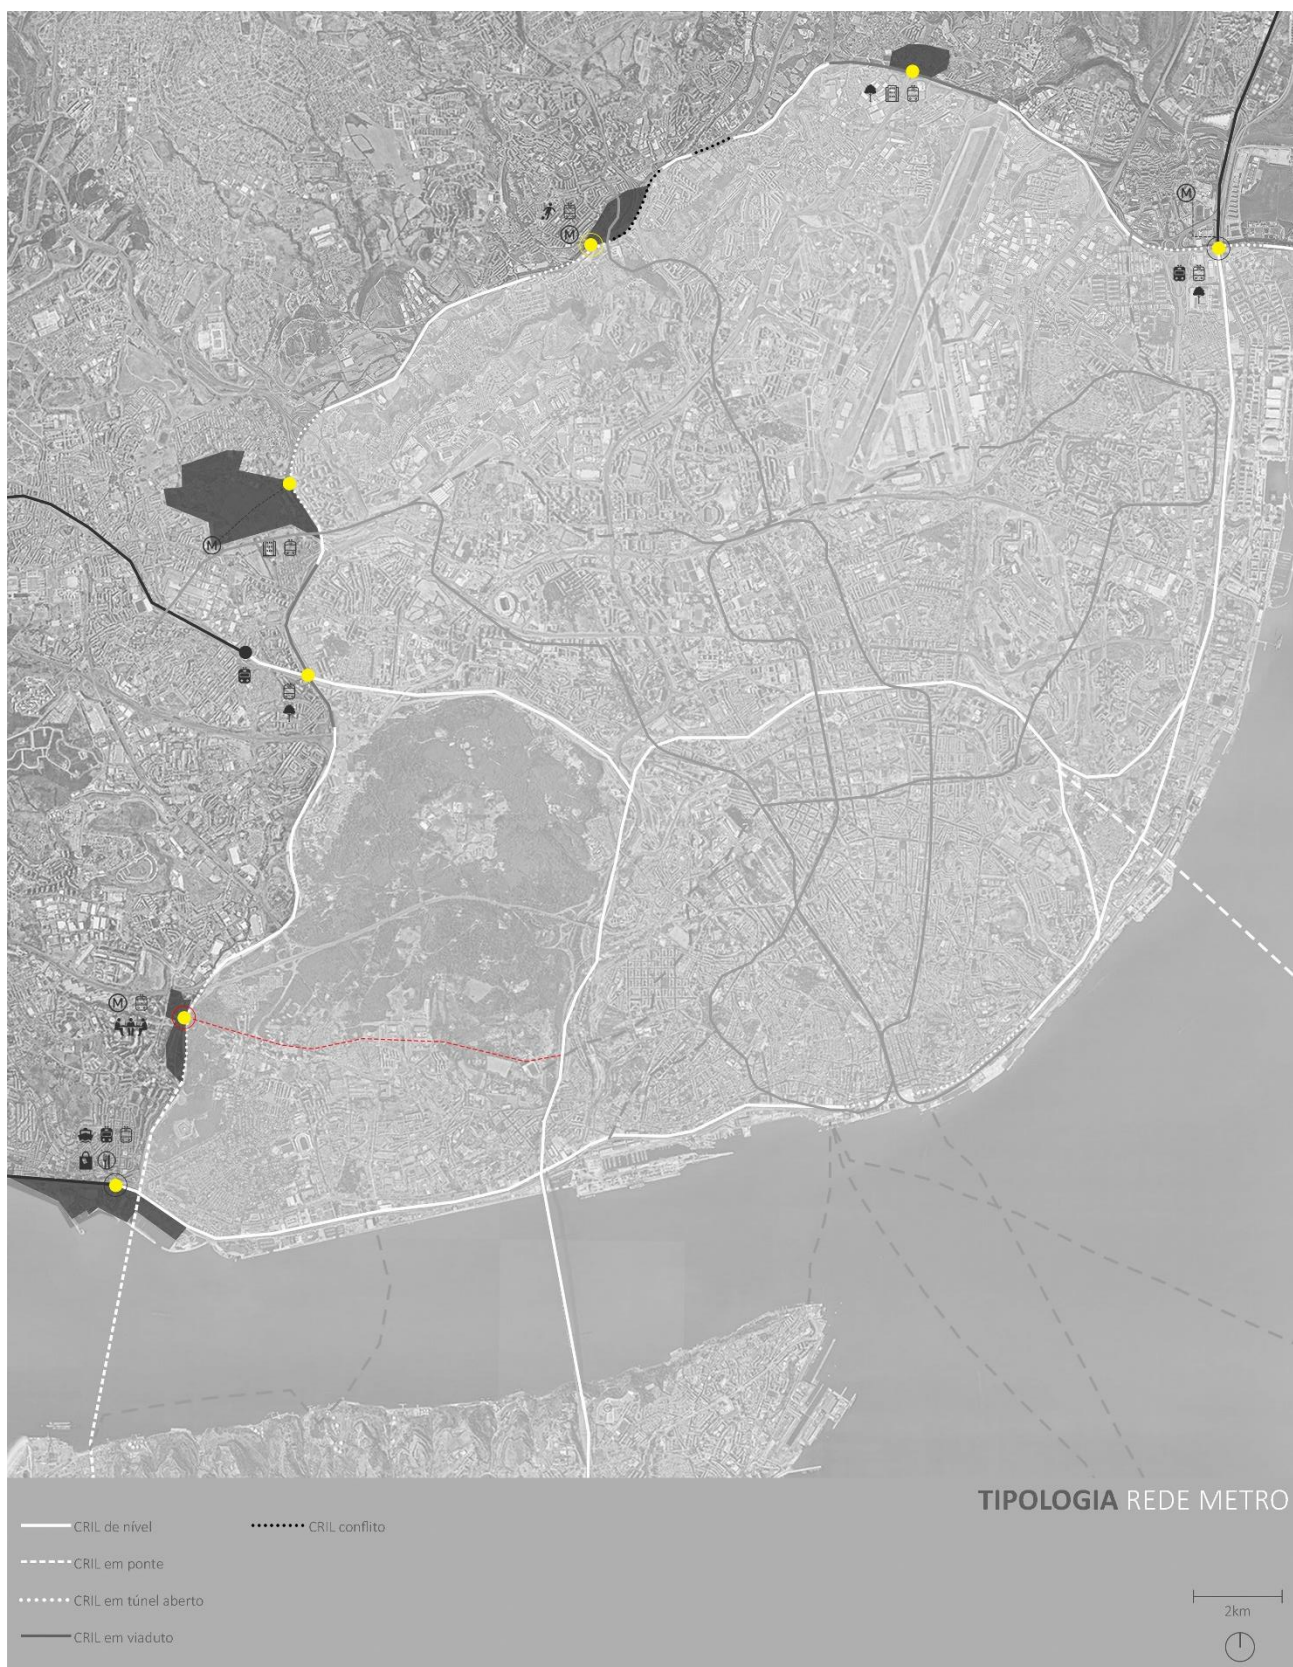 M
M
M
M
TIPOLOGIA REDE METRO
CRIL de nível
CRIL conflito
CRIL em ponte
CRIL em túnel aberto
CRIL em viaduto
2km